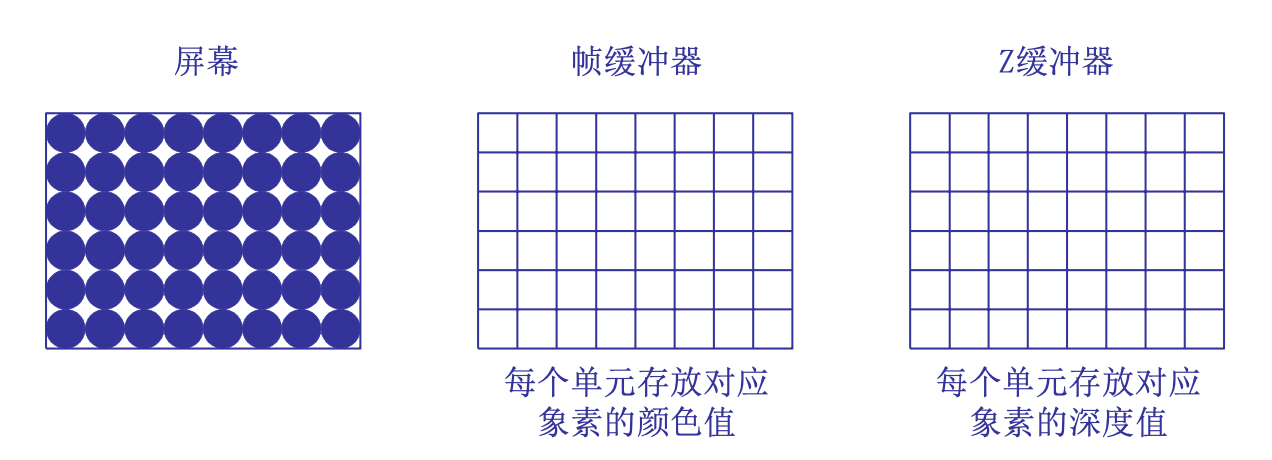 屏幕
帧缓冲器
Z缓冲器
每个单元存放对应
象素的颜色值
每个单元存放对应
象素的深度值